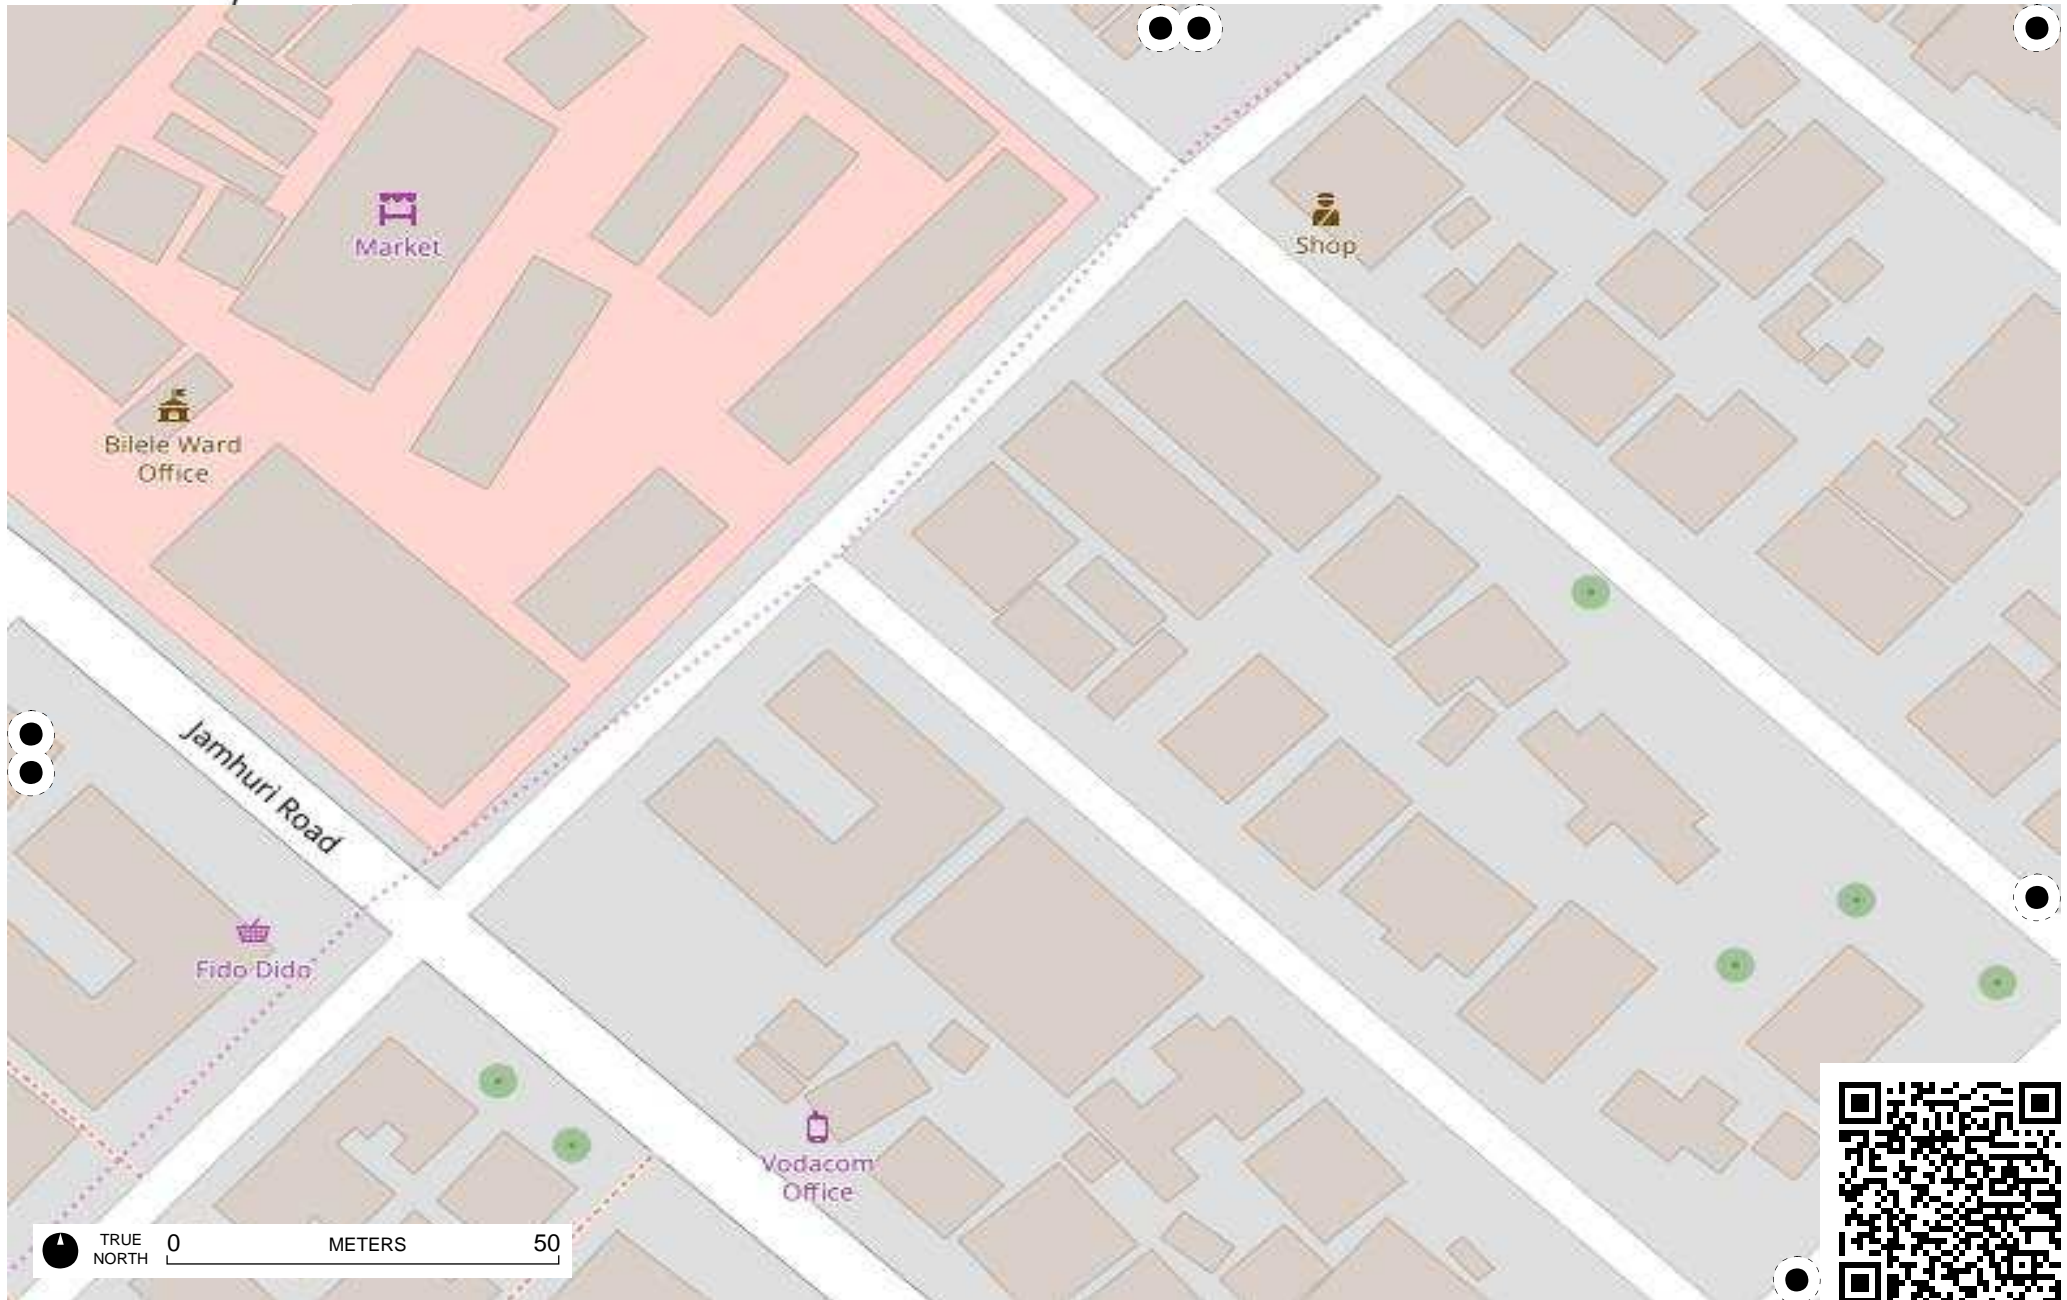 Market
Shop
Bilele Ward
Office
Jamhuri Road
Fido Dido
Vodacom
Office
TRUE
NORTH
0 METERS 50